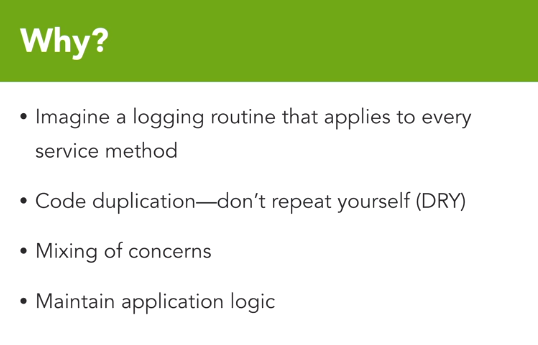 Why?
• Imagine a logging routine that applies to every
service method
• Code duplication—don’t repeat yourself (DRY)
• Mixing of concerns
• Maintain application logic